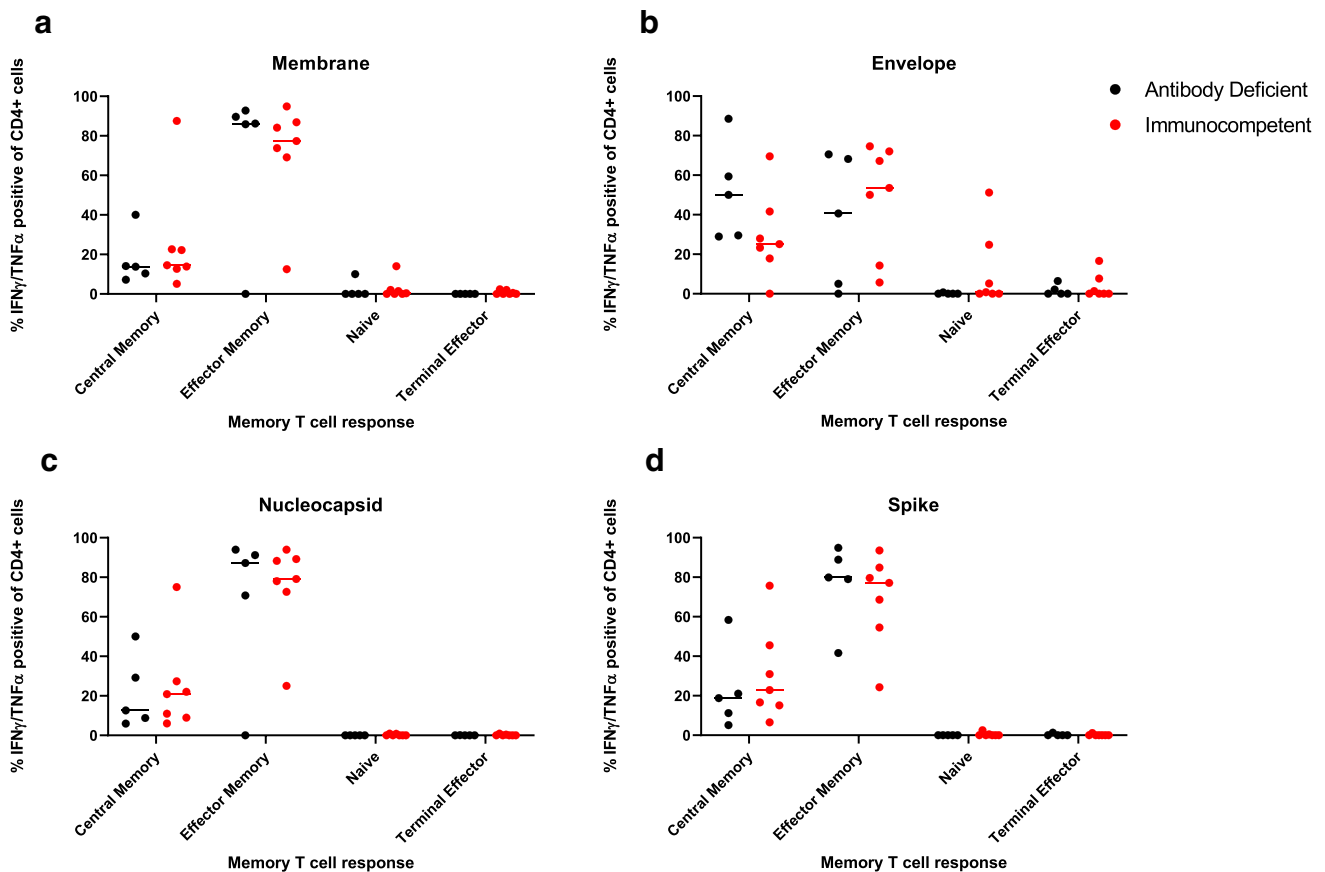 a
Membrane
% IFNγ/TNFα positive of CD4+ cells
100
80
60
40
20
0
Central Memory
Effector Memory
Naive
Terminal Effector
Memory T cell response
b
Envelope
% IFNγ/TNFα positive of CD4+ cells
100
80
60
40
20
0
Central Memory
Effector Memory
Naive
Terminal Effector
Memory T cell response
Antibody Deficient
Immunocompetent
c
Nucleocapsid
% IFNγ/TNFα positive of CD4+ cells
100
80
60
40
20
0
Central Memory
Effector Memory
Naive
Terminal Effector
Memory T cell response
d
Spike
% IFNγ/TNFα positive of CD4+ cells
100
80
60
40
20
0
Central Memory
Effector Memory
Naive
Terminal Effector
Memory T cell response